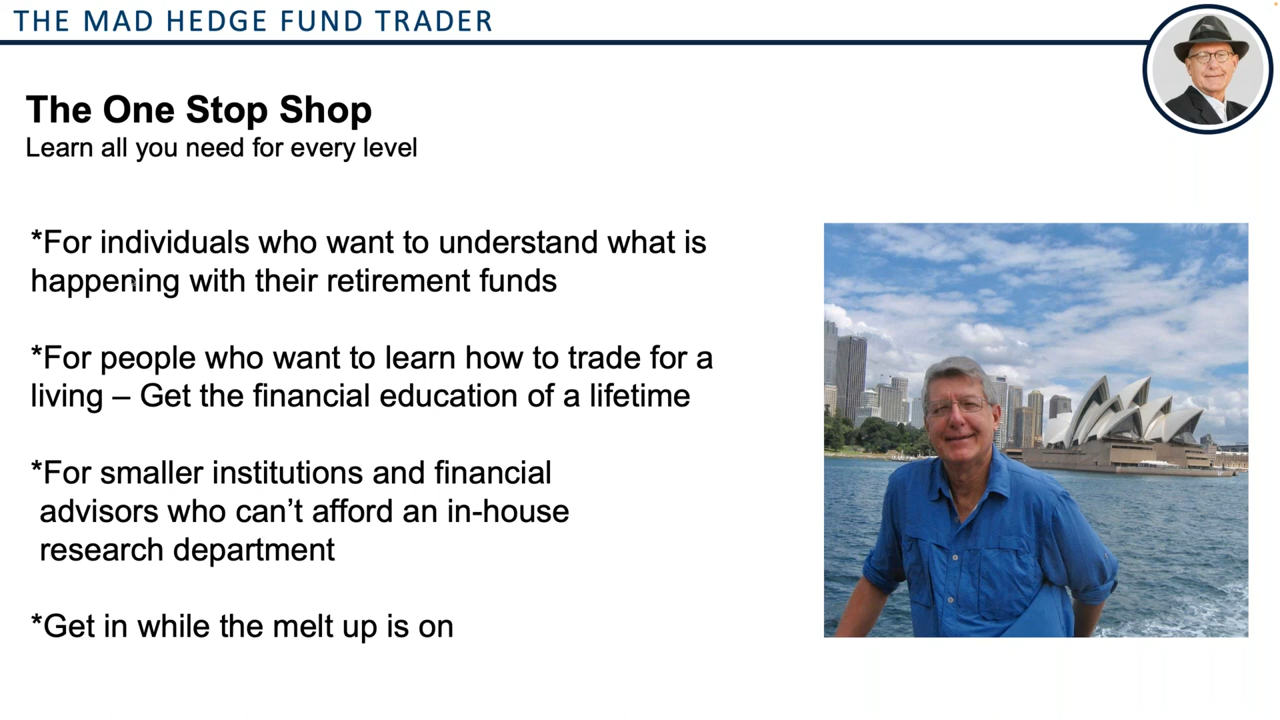 THE MAD HEDGE FUND TRADER
The One Stop Shop
Learn all you need for every level
*For individuals who want to understand what is
happening with their retirement funds
*For people who want to learn how to trade for a
living – Get the financial education of a lifetime
*For smaller institutions and financial
advisors who can’t afford an in-house
research department
*Get in while the melt up is on